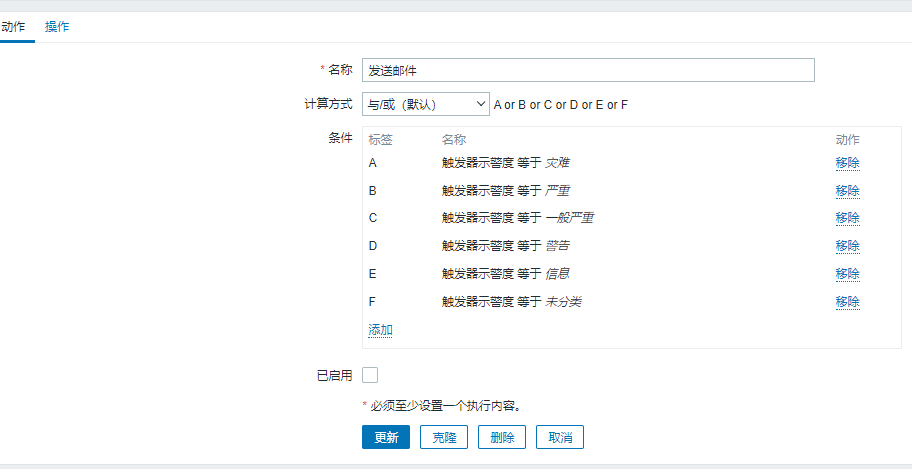 动作 操作
* 名称 发送邮件
计算方式 与/或（默认） A or B or C or D or E or F
条件 标签 名称 动作
A 触发器示警度 等于 灾难 移除
B 触发器示警度 等于 严重 移除
C 触发器示警度 等于 一般严重 移除
D 触发器示警度 等于 警告 移除
E 触发器示警度 等于 信息 移除
F 触发器示警度 等于 未分类 移除
添加
已启用
* 必须至少设置一个执行内容。
更新 克隆 删除 取消